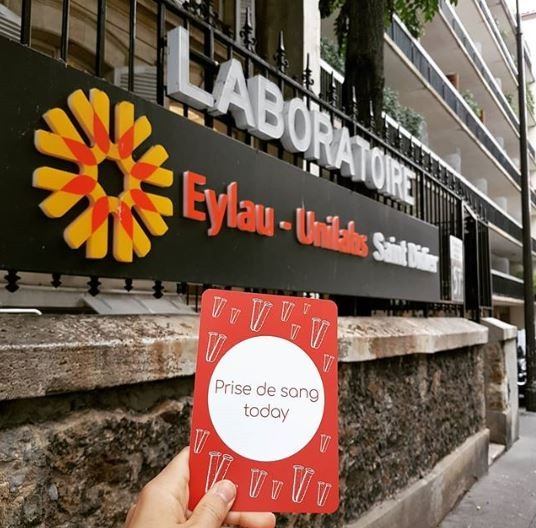 LABORATOIRE
Eylau - Unilabs Saint Didier
Prise de sang
today